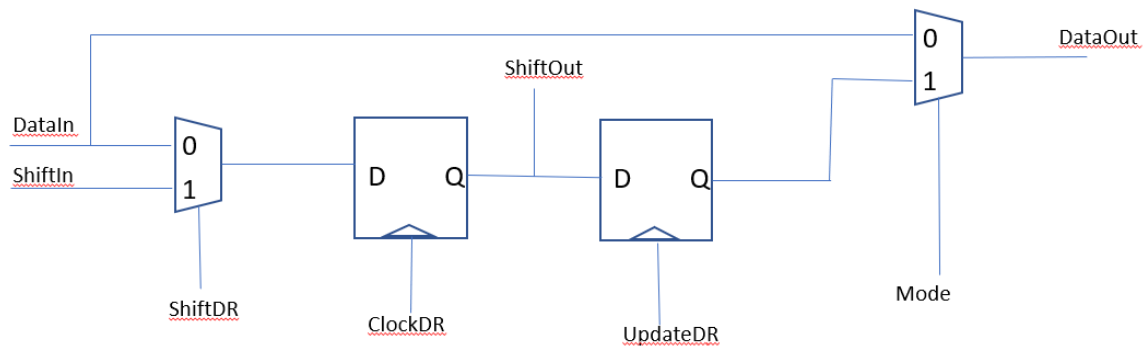 0
DataOut
ShiftOut
1
DataIn
0
D
Q
D
Q
ShiftIn
1
Mode
ShiftDR
ClockDR
UpdateDR